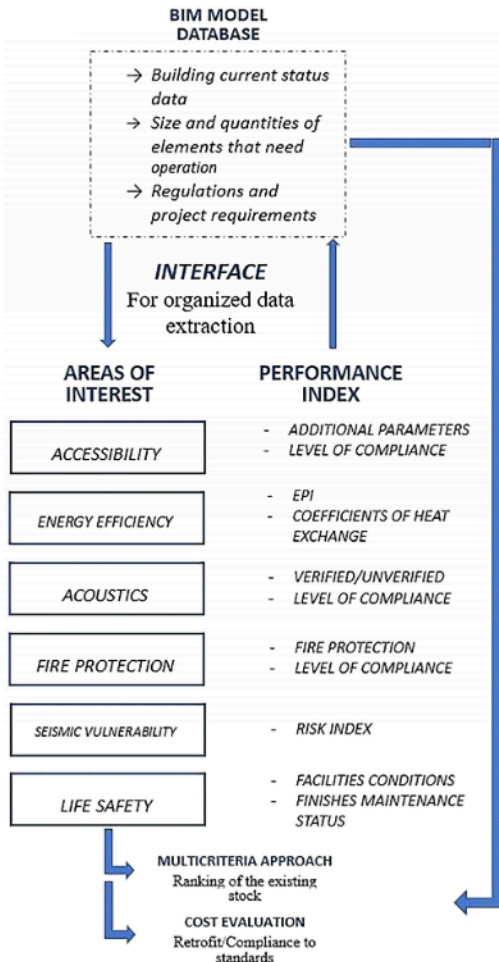 BIM MODEL
DATABASE
→ Building current status
data
→ Size and quantities of
elements that need
operation
→ Regulations and
project requirements
INTERFACE
For organized data
extraction
AREAS OF
INTEREST
PERFORMANCE
INDEX
ACCESSIBILITY
- ADDITIONAL PARAMETERS
- LEVEL OF COMPLIANCE
ENERGY EFFICIENCY
- EPI
- COEFFICIENTS OF HEAT
EXCHANGE
ACOUSTICS
- VERIFIED/UNVERIFIED
- LEVEL OF COMPLIANCE
FIRE PROTECTION
- FIRE PROTECTION
- LEVEL OF COMPLIANCE
SEISMIC VULNERABILITY
- RISK INDEX
LIFE SAFETY
- FACILITIES CONDITIONS
- FINISHES MAINTENANCE
STATUS
MULTICRITERIA APPROACH
Ranking of the existing
stock
COST EVALUATION
Retrofit/Compliance to
standards